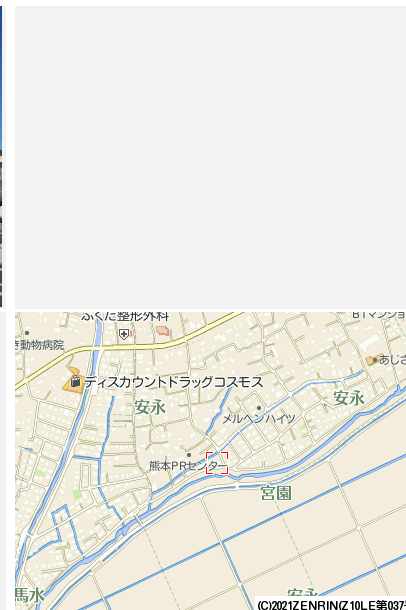 ふくだ整形外科
BTマンショ
き動物病院
あじさ
ディスカウントドラッグコスモス
安永
安永
メルヘンハイツ
熊本PRセンター
宮園
馬水
安永
(C)2021ZENRIN(Z10LE第037